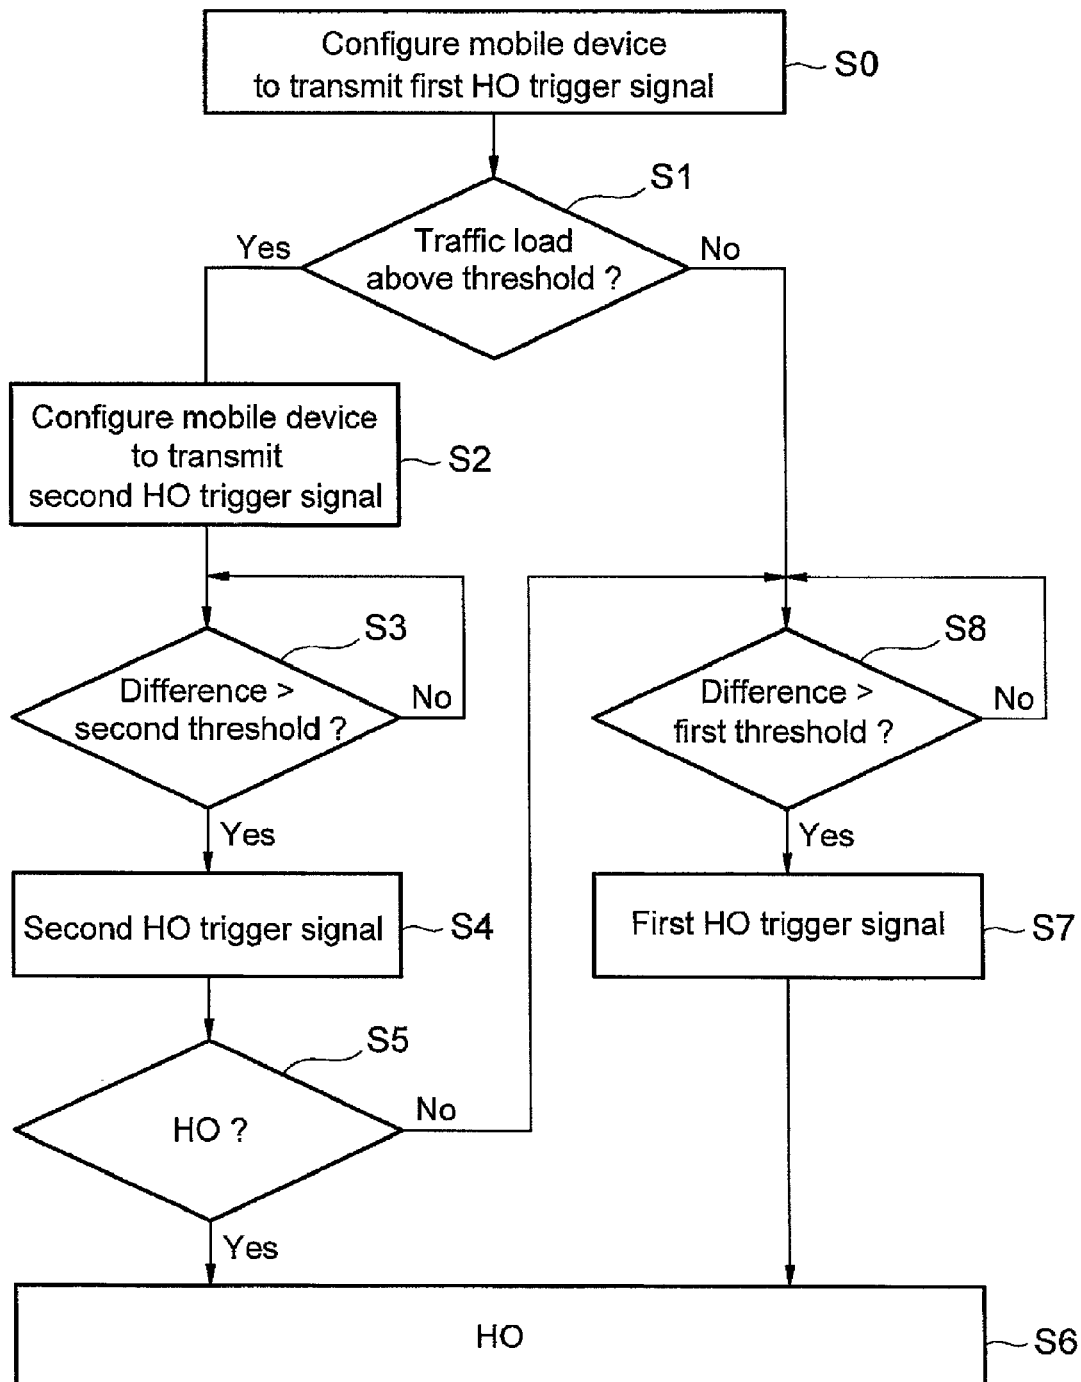 Configure mobile device
to transmit first HO trigger signal
S0
S1
Traffic load
above threshold ?
Yes
No
Configure mobile device
to transmit
second HO trigger signal
S2
S3
Difference >
second threshold ?
No
Yes
S8
Difference >
first threshold ?
No
Yes
Second HO trigger signal
S4
First HO trigger signal
S7
S5
HO ?
No
Yes
HO
S6